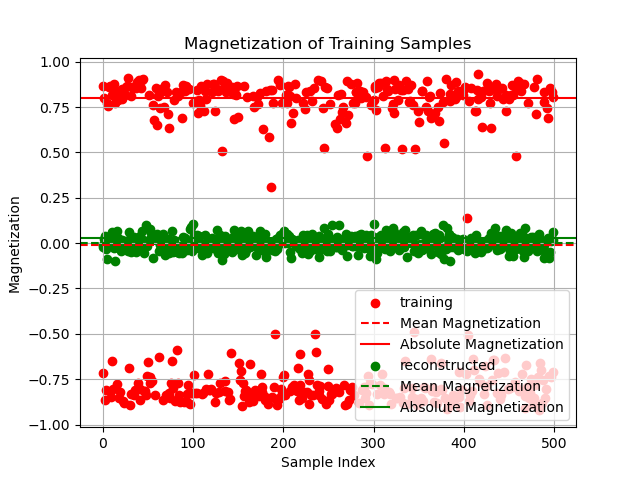 Magnetization of Training Samples
Magnetization
1.00
0.75
0.50
0.25
0.00
−0.25
−0.50
−0.75
−1.00
training
Mean Magnetization
Absolute Magnetization
reconstructed
Mean Magnetization
Absolute Magnetization
0 100 200 300 400 500
Sample Index